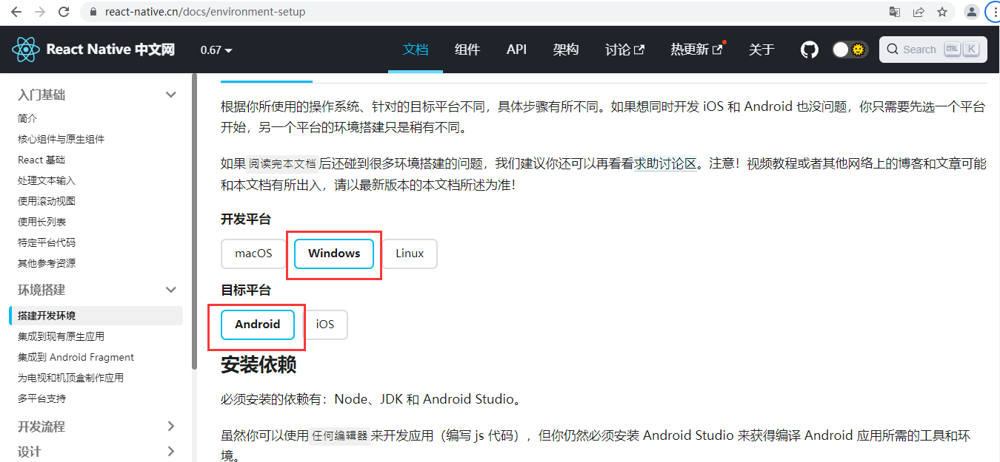 react-native.cn/docs/environment-setup
React Native 中文网 0.67 文档 组件 API 架构 讨论 热更新 关于 Search CTRL K
入门基础
简介
核心组件与原生组件
React 基础
处理文本输入
使用滚动视图
使用长列表
特定平台代码
其他参考资源
环境搭建
搭建开发环境
集成到现有原生应用
集成到 Android Fragment
为电视和机顶盒制作应用
多平台支持
开发流程
设计
根据你所使用的操作系统、针对的目标平台不同，具体步骤有所不同。如果想同时开发 iOS 和 Android 也没问题，你只需要先选一个平台
开始，另一个平台的环境搭建只是稍有不同。
如果 阅读完本文档 后还碰到很多环境搭建的问题，我们建议你还可以再看看求助讨论区。注意！视频教程或者其他网络上的博客和文章可能
和本文档有所出入，请以最新版本的本文档所述为准！
开发平台
macOS Windows Linux
目标平台
Android iOS
安装依赖
必须安装的依赖有：Node、JDK 和 Android Studio。
虽然你可以使用 任何编辑器 来开发应用（编写 js 代码），但你仍然必须安装 Android Studio 来获得编译 Android 应用所需的工具和环
境。